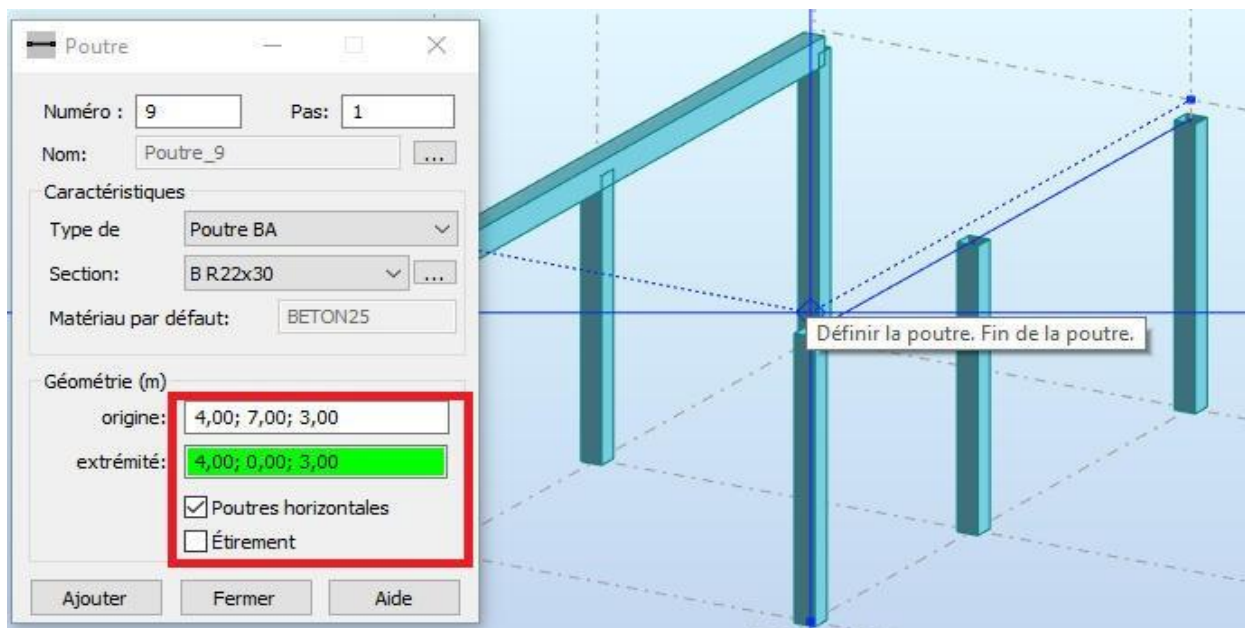 Poutre
Numéro : 9 Pas: 1
Nom: Poutre_9 ...
Caractéristiques
Type de Poutre BA
Section: B R22x30 ...
Matériau par défaut: BETON25
Géométrie (m)
origine: 4,00; 7,00; 3,00
extrémité: 4,00; 0,00; 3,00
Poutres horizontales
Étirement
Ajouter Fermer Aide
Définir la poutre. Fin de la poutre.